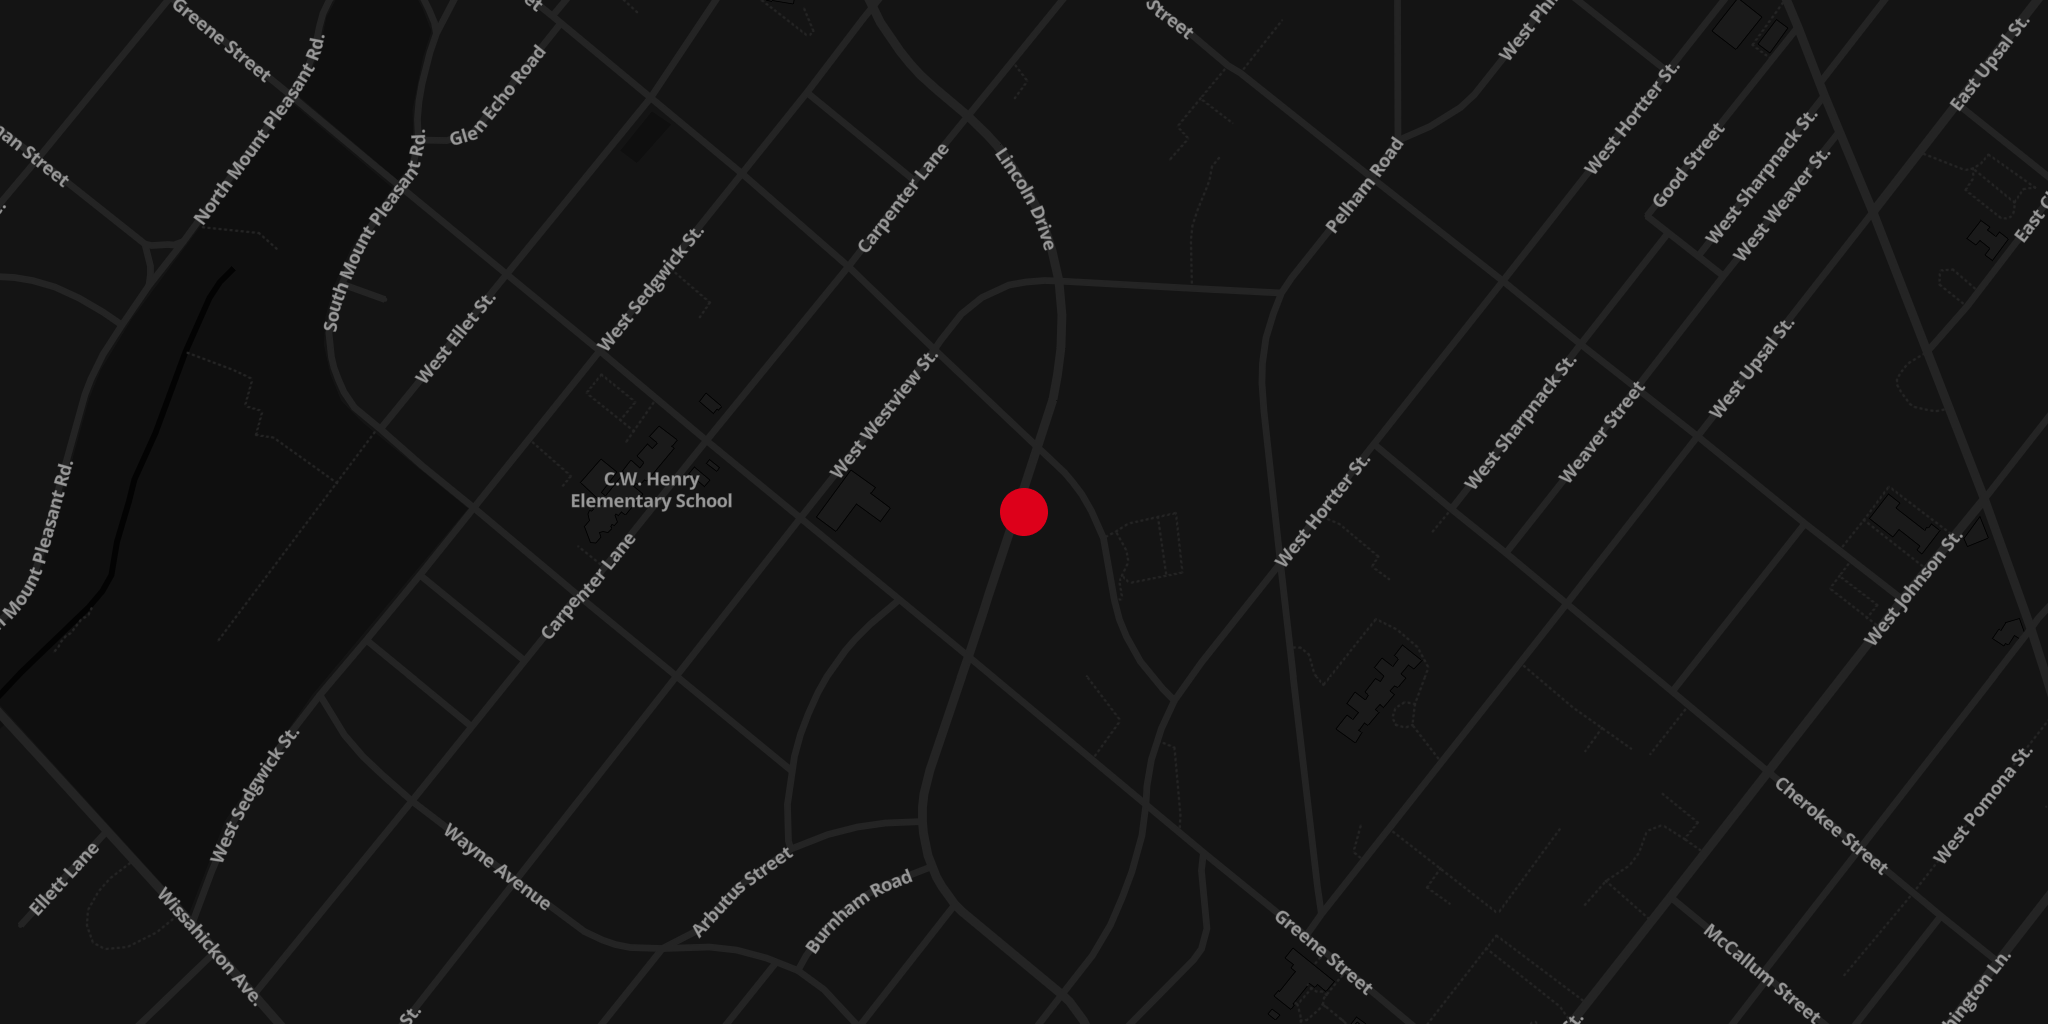 Greene Street
North Mount Pleasant Rd.
Glen Echo Road
Street
West Hortter St.
East Upsal St.
Good Street
West Sharpnack St.
West Weaver St.
Pelham Road
Lincoln Drive
Carpenter Lane
South Mount Pleasant Rd.
West Sedgwick St.
West Ellet St.
West Westview St.
West Upsal St.
West Sharpnack St.
Weaver Street
West Hortter St.
C.W. Henry
Elementary School
Mount Pleasant Rd.
Carpenter Lane
West Johnson St.
West Sedgwick St.
Wayne Avenue
Arbutus Street
Burnham Road
Ellett Lane
Wissahickon Ave.
Cherokee Street
West Pomona St.
Greene Street
McCallum Street
St.
St.